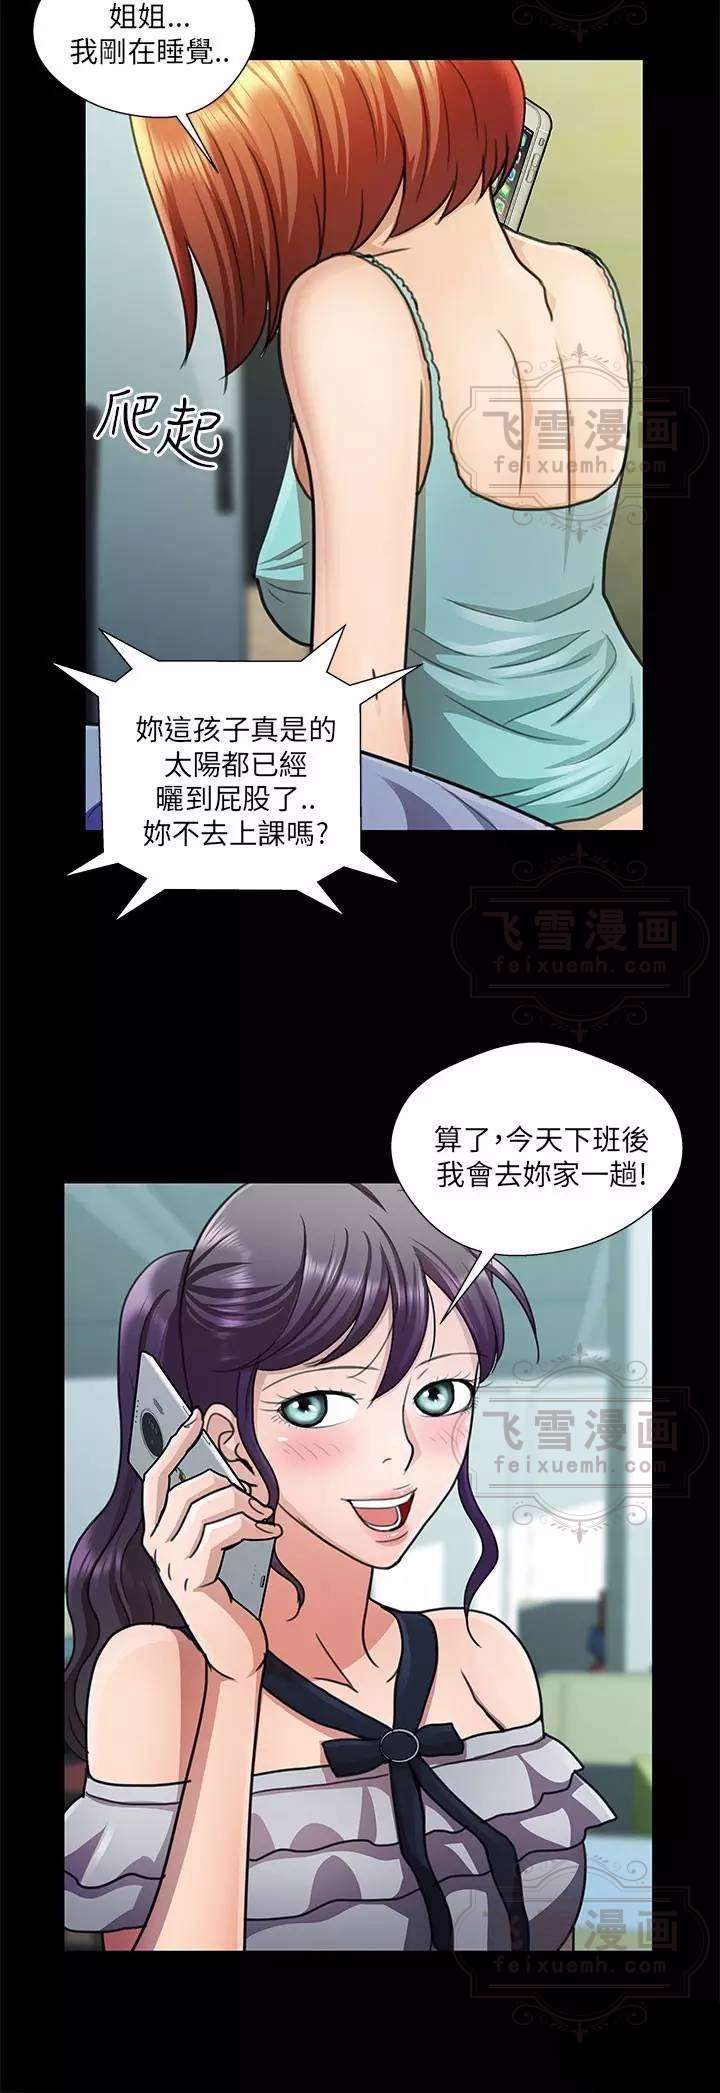 姐姐...
我剛在睡覺..
爬起
飞雪漫画
feixuemh.com
妳這孩子真是的
太陽都已經
曬到屁股了..
妳不去上課嗎?
飞雪漫画
feixuemh.com
算了,今天下班後
我會去妳家一趟!
飞雪漫画
feixuemh.com
飞雪漫画
feixuemh.com